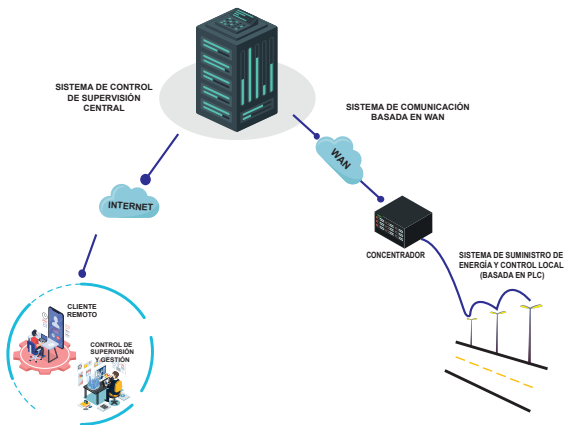 SISTEMA DE CONTROL
DE SUPERVISIÓN
CENTRAL
SISTEMA DE COMUNICACIÓN
BASADA EN WAN
WAN
INTERNET
CONCENTRADOR
SISTEMA DE SUMINISTRO DE
ENERGÍA Y CONTROL LOCAL
(BASADA EN PLC)
CLIENTE
REMOTO
CONTROL DE
SUPERVISIÓN
Y GESTIÓN